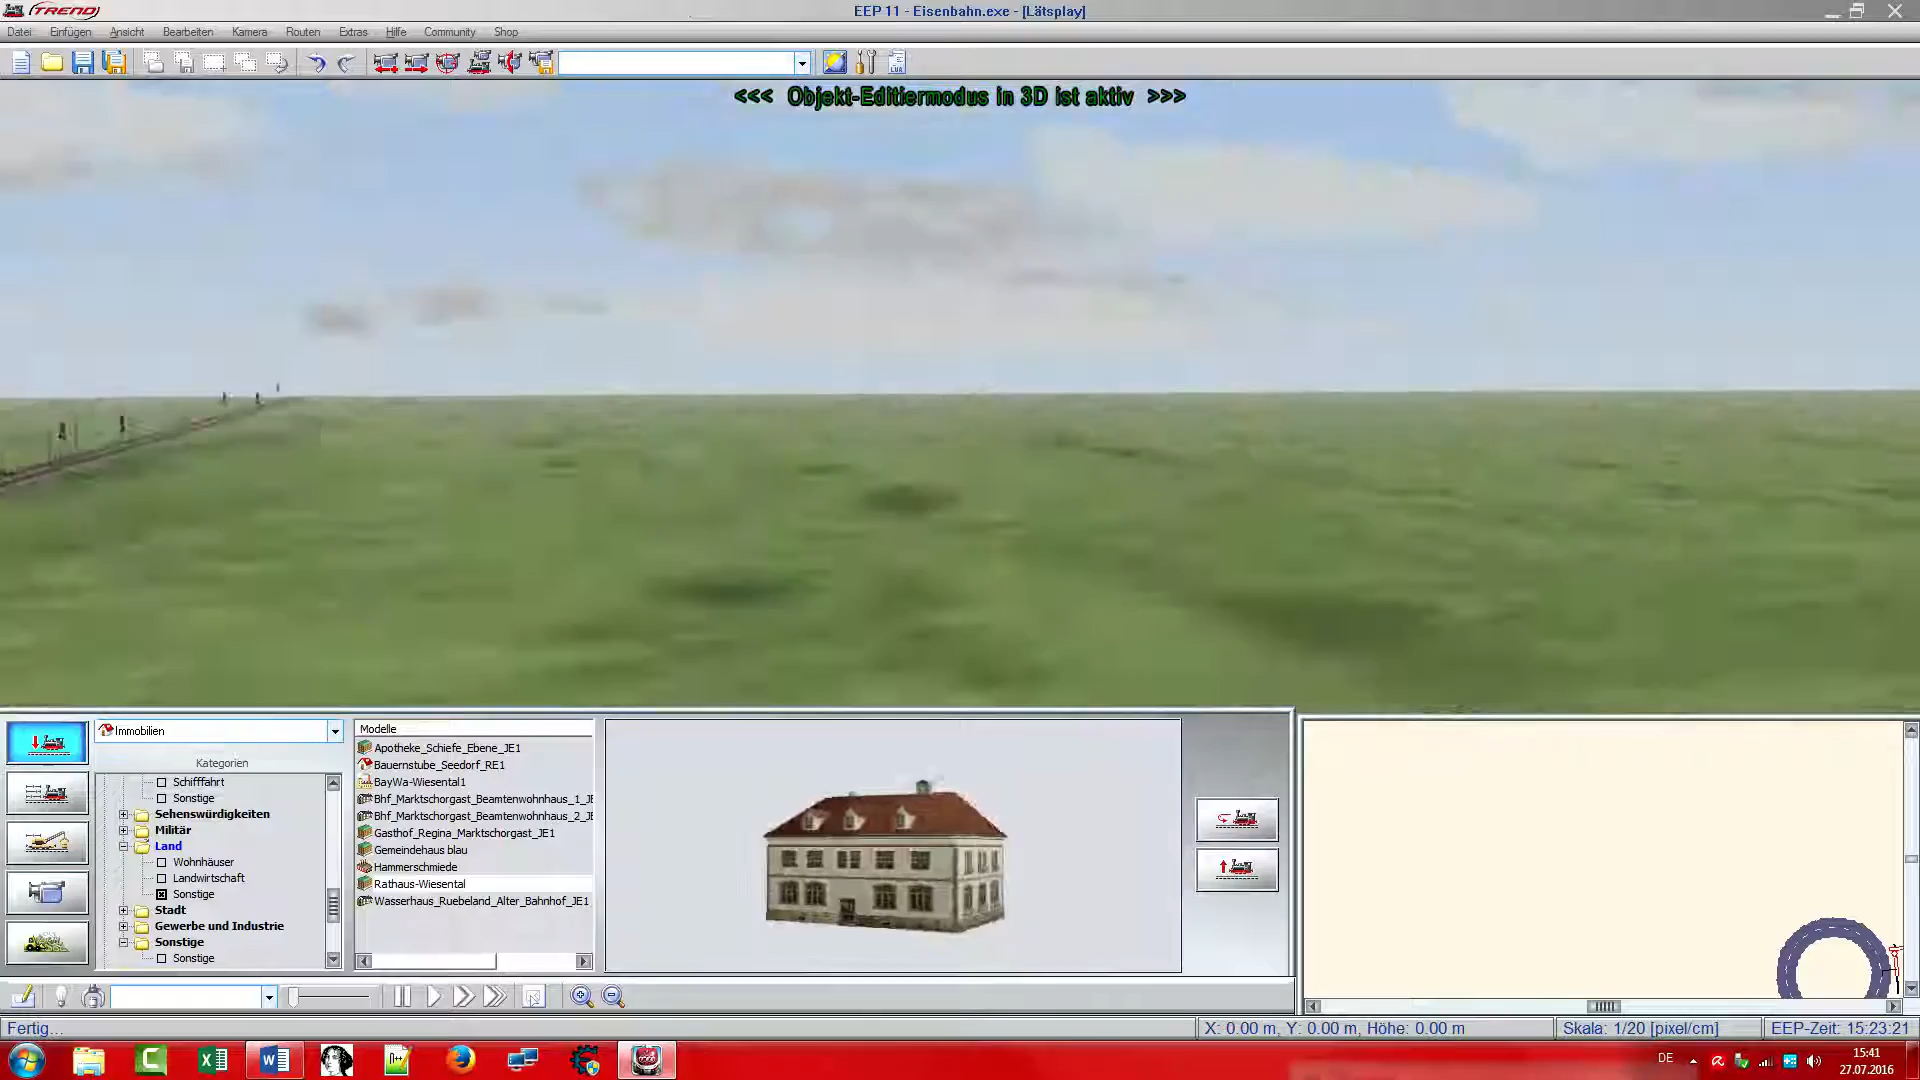 TREND
EEP 11 - Eisenbahn.exe - [Lätsplay]
Datei Einfügen Ansicht Bearbeiten Kamera Routen Extras Hilfe Community Shop
LUA
<<< Objekt-Editiermodus in 3D ist aktiv >>>
Immobilien
Kategorien
Schifffahrt
Sonstige
Sehenswürdigkeiten
Militär
Land
Wohnhäuser
Landwirtschaft
Sonstige
Stadt
Gewerbe und Industrie
Sonstige
Sonstige
Modelle
Apotheke_Schiefe_Ebene_JE1
Bauernstube_Seedorf_RE1
BayWa-Wiesental1
Bhf_Marktschorgast_Beamtenwohnhaus_1_JE
Bhf_Marktschorgast_Beamtenwohnhaus_2_JE
Gasthof_Regina_Marktschorgast_JE1
Gemeindehaus blau
Hammerschmiede
Rathaus-Wiesental
Wasserhaus_Ruebeland_Alter_Bahnhof_JE1
Fertig...
X: 0.00 m, Y: 0.00 m, Höhe: 0.00 m
Skala: 1/20 [pixel/cm]
EEP-Zeit: 15:23:21
DE
15:41
27.07.2016